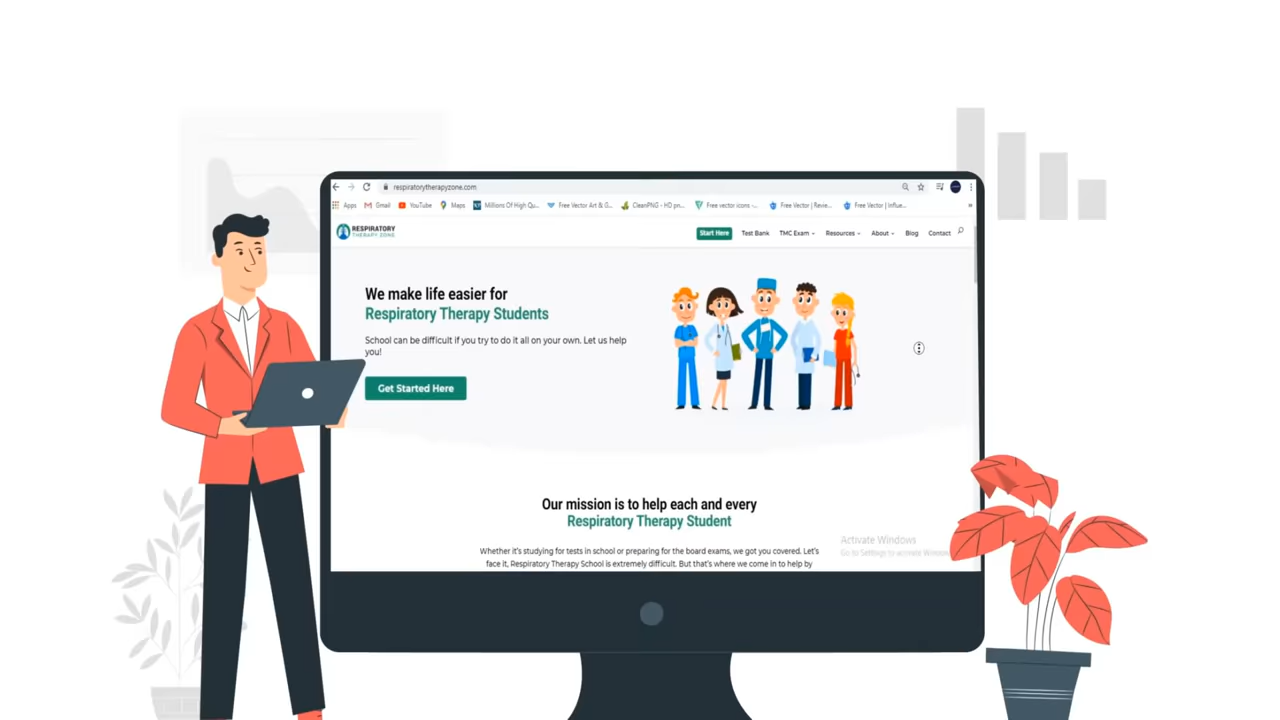 respiratorytherapyzone.com
Apps Gmail YouTube Maps Millions Of High Qu... Free Vector Art & G... CleanPNG - HD pn... Free vector icons -... Free Vector | Revie... Free Vector | Influe... »
RESPIRATORY
THERAPY ZONE
Start Here Test Bank TMC Exam Resources About Blog Contact
We make life easier for
Respiratory Therapy Students
School can be difficult if you try to do it all on your own. Let us help
you!
Get Started Here
Our mission is to help each and every
Respiratory Therapy Student
Whether it's studying for tests in school or preparing for the board exams, we got you covered. Let's
face it, Respiratory Therapy School is extremely difficult. But that's where we come in to help by
Activate Windows
Go to Settings to activate Windows